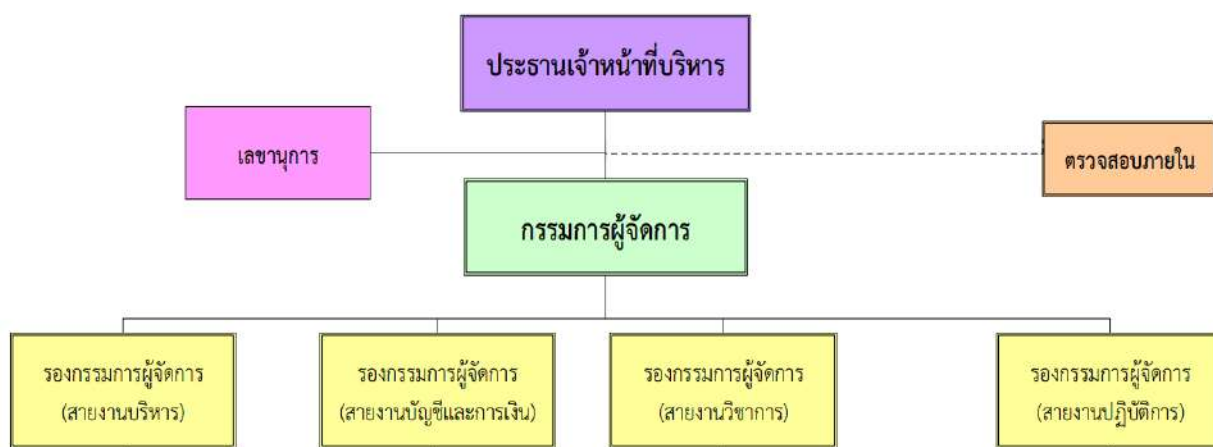 ประธานเจ้าหน้าที่บริหาร
เลขานุการ
ตรวจสอบภายใน
กรรมการผู้จัดการ
รองกรรมการผู้จัดการ
(สายงานบริหาร)
รองกรรมการผู้จัดการ
(สายงานบัญชีและการเงิน)
รองกรรมการผู้จัดการ
(สายงานวิชาการ)
รองกรรมการผู้จัดการ
(สายงานปฏิบัติการ)